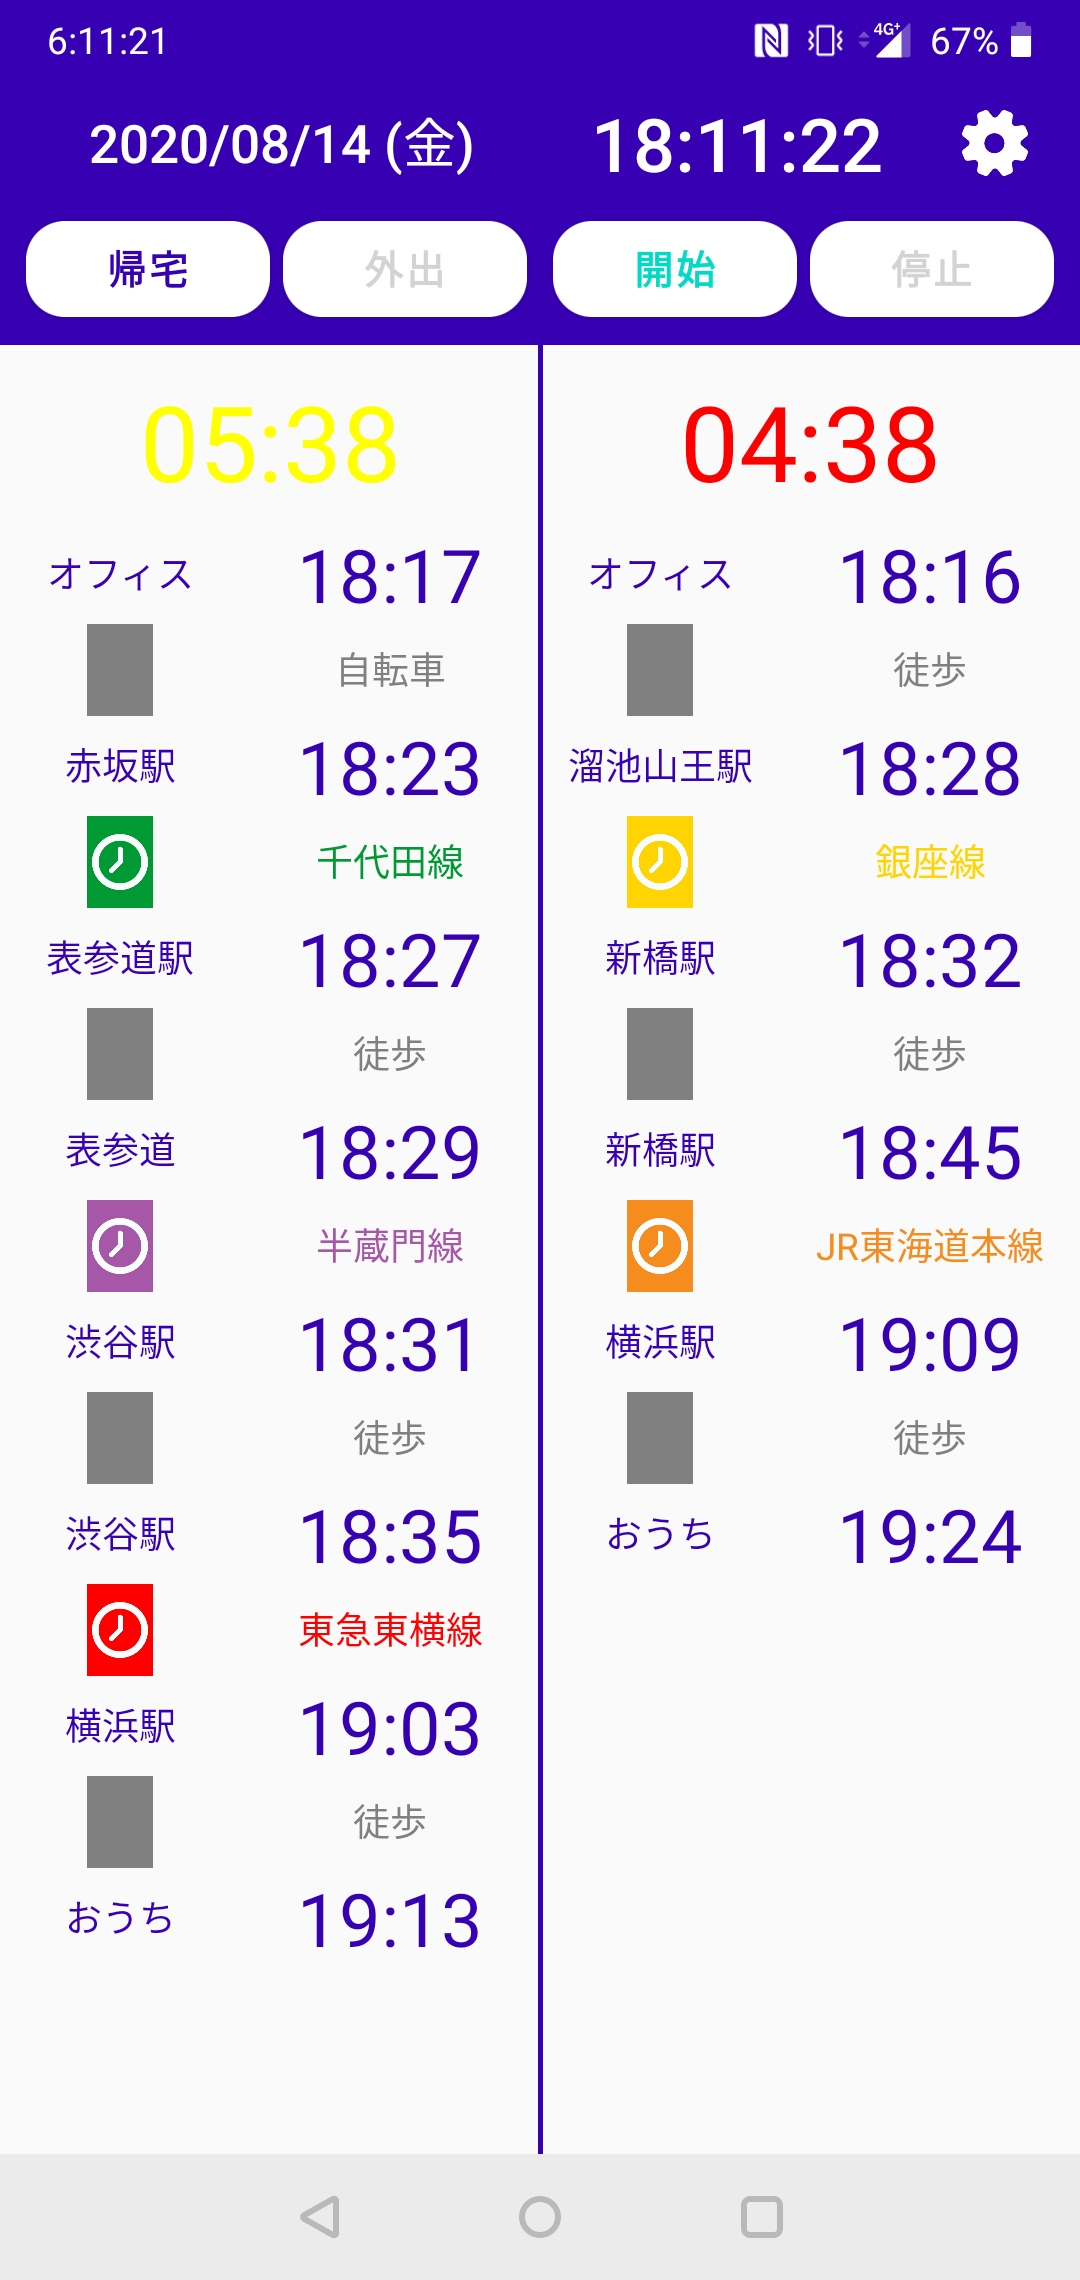 6:11:21 4G+ 67%
2020/08/14 (金) 18:11:22
帰宅 外出 開始 停止
05:38
オフィス 18:17
自転車
赤坂駅 18:23
千代田線
表参道駅 18:27
徒歩
表参道 18:29
半蔵門線
渋谷駅 18:31
徒歩
渋谷駅 18:35
東急東横線
横浜駅 19:03
徒歩
おうち 19:13
04:38
オフィス 18:16
徒歩
溜池山王駅 18:28
銀座線
新橋駅 18:32
徒歩
新橋駅 18:45
JR東海道本線
横浜駅 19:09
徒歩
おうち 19:24